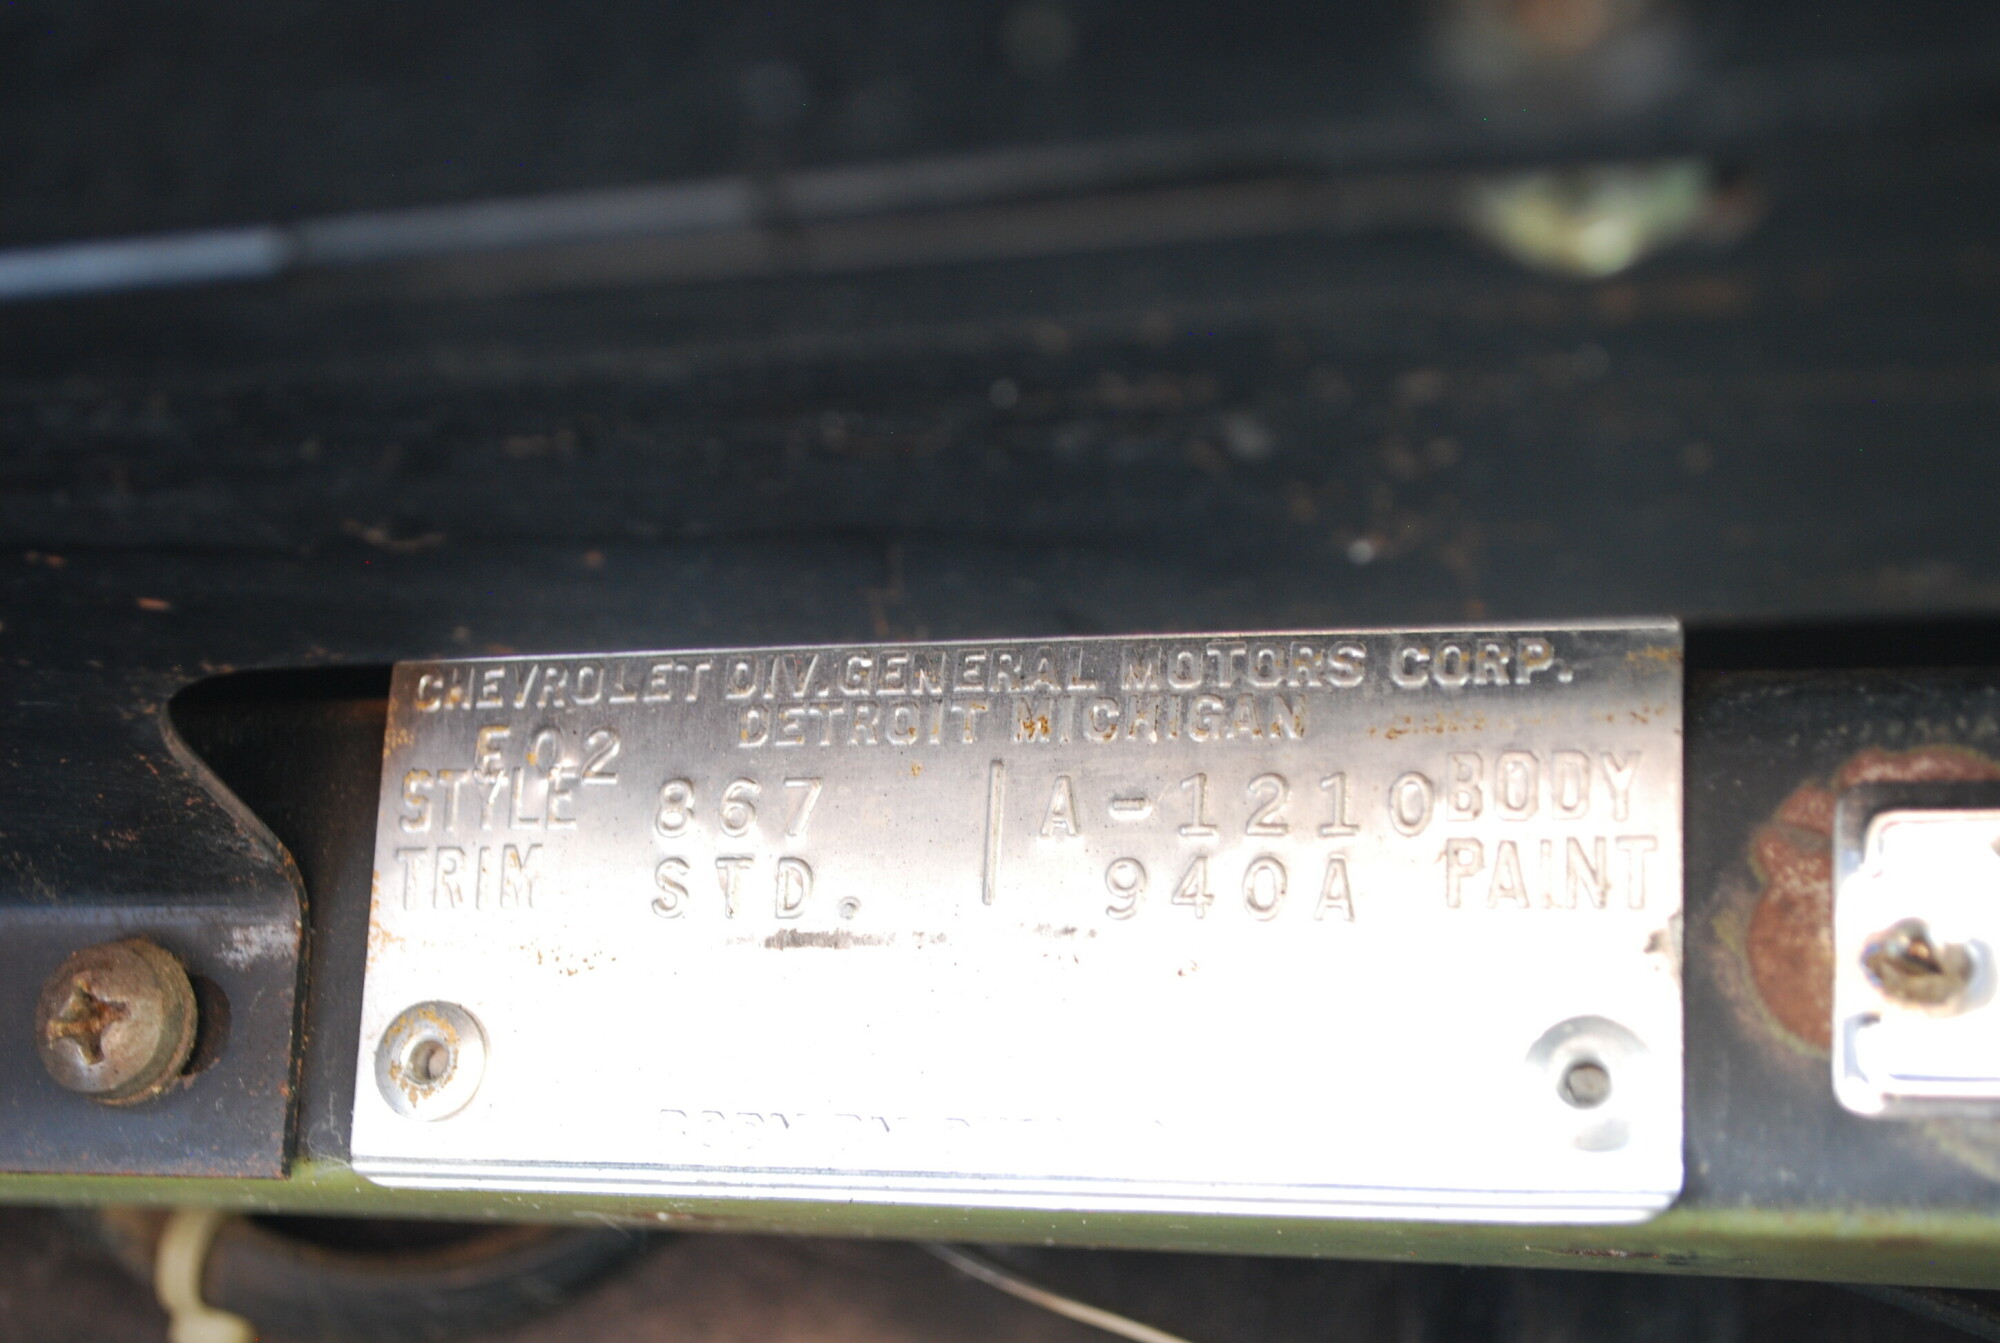 CHEVROLET DIV. GENERAL MOTORS CORP.
DETROIT MICHIGAN
E02
STYLE 867 | A-1210 BODY
TRIM STD. 940A PAINT